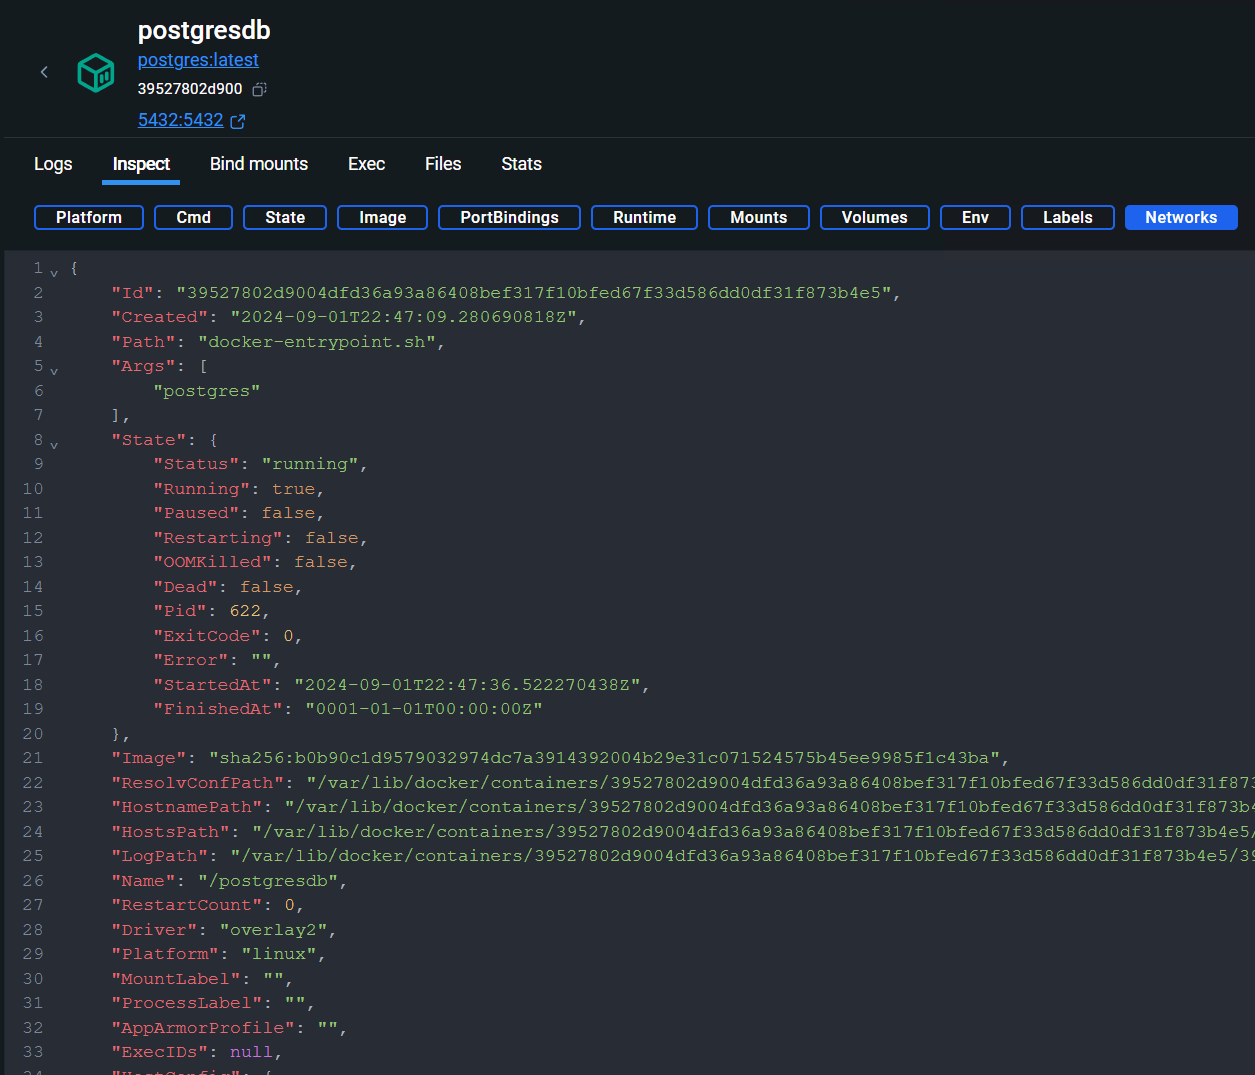 postgresdb
postgres:latest
39527802d900
5432:5432
Logs Inspect Bind mounts Exec Files Stats
Platform Cmd State Image PortBindings Runtime Mounts Volumes Env Labels Networks
1 {
2 "Id": "39527802d9004dfd36a93a86408bef317f10bfed67f33d586dd0df31f873b4e5",
3 "Created": "2024-09-01T22:47:09.280690818Z",
4 "Path": "docker-entrypoint.sh",
5 "Args": [
6 "postgres"
7 ],
8 "State": {
9 "Status": "running",
10 "Running": true,
11 "Paused": false,
12 "Restarting": false,
13 "OOMKilled": false,
14 "Dead": false,
15 "Pid": 622,
16 "ExitCode": 0,
17 "Error": "",
18 "StartedAt": "2024-09-01T22:47:36.522270438Z",
19 "FinishedAt": "0001-01-01T00:00:00Z"
20 },
21 "Image": "sha256:b0b90c1d9579032974dc7a3914392004b29e31c071524575b45ee9985f1c43ba",
22 "ResolvConfPath": "/var/lib/docker/containers/39527802d9004dfd36a93a86408bef317f10bfed67f33d586dd0df31f873
23 "HostnamePath": "/var/lib/docker/containers/39527802d9004dfd36a93a86408bef317f10bfed67f33d586dd0df31f873b4
24 "HostsPath": "/var/lib/docker/containers/39527802d9004dfd36a93a86408bef317f10bfed67f33d586dd0df31f873b4e5/
25 "LogPath": "/var/lib/docker/containers/39527802d9004dfd36a93a86408bef317f10bfed67f33d586dd0df31f873b4e5/39
26 "Name": "/postgresdb",
27 "RestartCount": 0,
28 "Driver": "overlay2",
29 "Platform": "linux",
30 "MountLabel": "",
31 "ProcessLabel": "",
32 "AppArmorProfile": "",
33 "ExecIDs": null,
34 "HostConfig": {